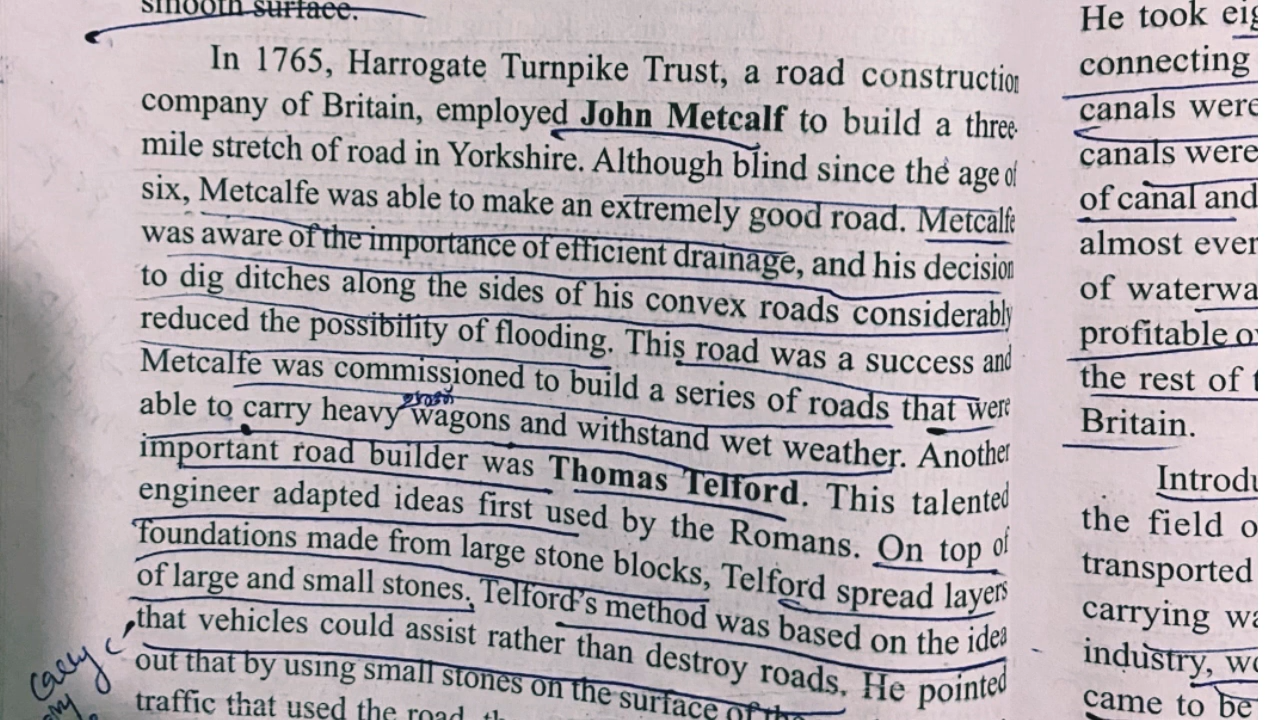 smooth surface.
In 1765, Harrogate Turnpike Trust, a road construction
company of Britain, employed John Metcalf to build a three-
mile stretch of road in Yorkshire. Although blind since the age of
six, Metcalfe was able to make an extremely good road. Metcalfe
was aware of the importance of efficient drainage, and his decision
to dig ditches along the sides of his convex roads considerably
reduced the possibility of flooding. This road was a success and
Metcalfe was commissioned to build a series of roads that were
able to carry heavy wagons and withstand wet weather. Another
important road builder was Thomas Telford. This talented
engineer adapted ideas first used by the Romans. On top of
foundations made from large stone blocks, Telford spread layers
of large and small stones. Telford's method was based on the idea
that vehicles could assist rather than destroy roads. He pointed
out that by using small stones on the surface of the
traffic that used the road,
carry
He took
connecting
canals were
canals were
of canal and
almost
of
profitable
the rest of
Britain.
the field
transported
carrying
industry,
came to be